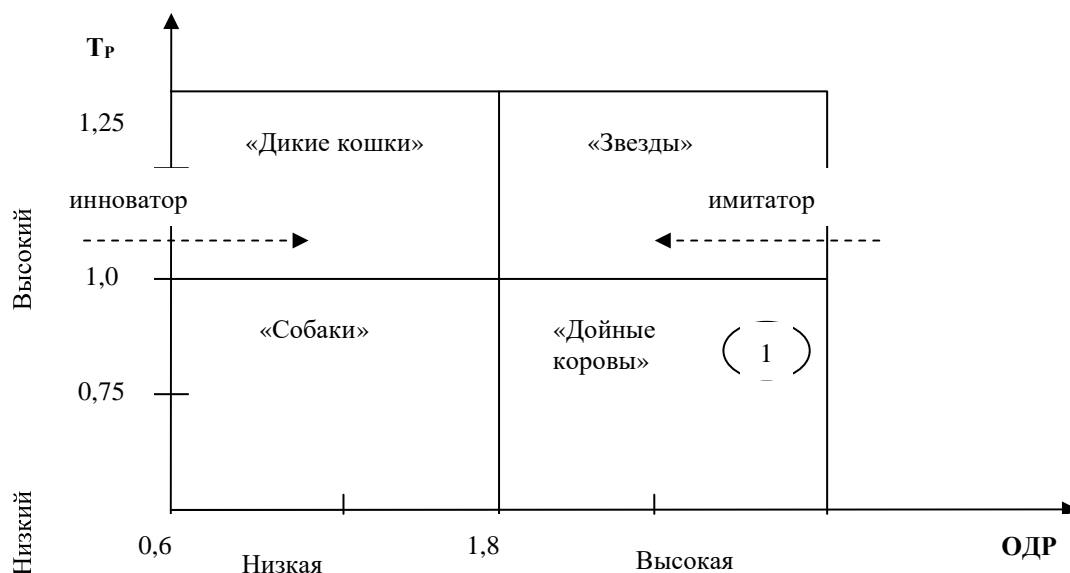 Tр
1,25
«Дикие кошки» «Звезды»
инноватор имитатор
Высокий
1,0
«Собаки» «Дойные
коровы» 1
0,75
Низкий
0,6 1,8 ОДР
Низкая Высокая